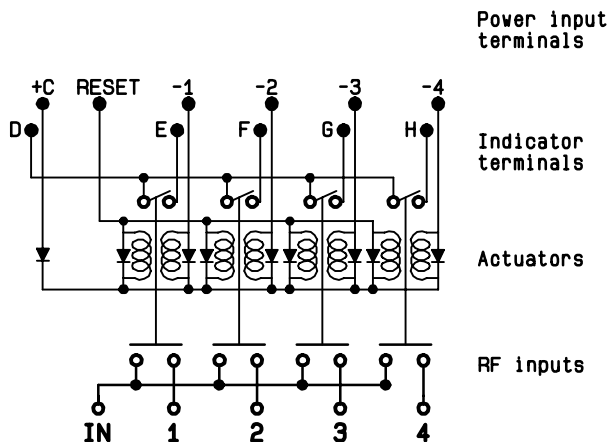 Power input
terminals
+C RESET -1 -2 -3 -4
D E F G H
Indicator
terminals
Actuators
RF inputs
IN 1 2 3 4